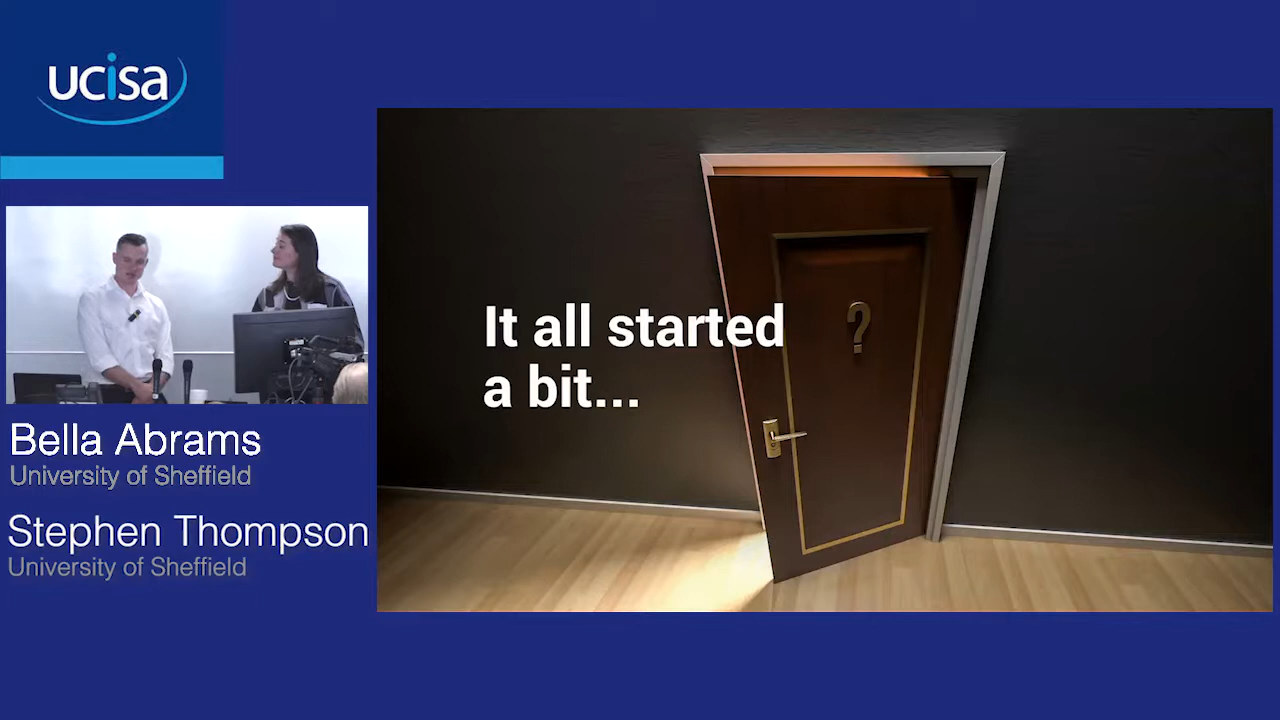 ucisa
Bella Abrams
University of Sheffield
Stephen Thompson
University of Sheffield
It all started
a bit...
?